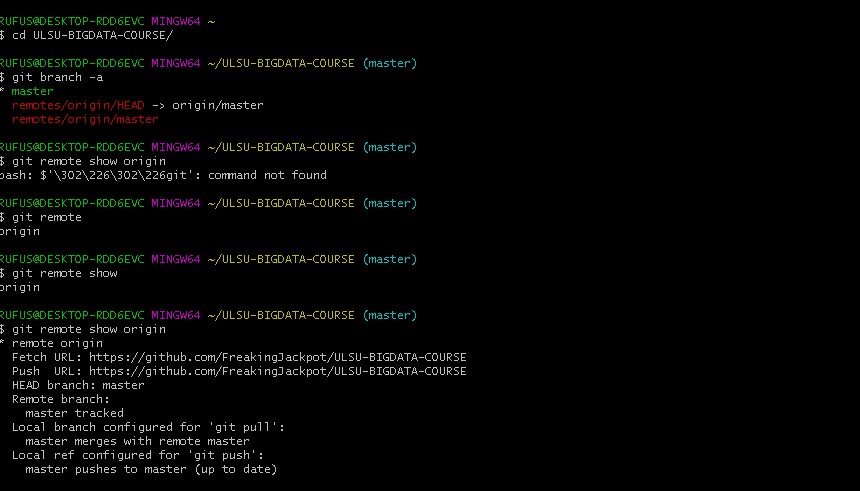 RUFUS@DESKTOP-RDD6EVC MINGW64 ~
$ cd ULSU-BIGDATA-COURSE/
RUFUS@DESKTOP-RDD6EVC MINGW64 ~/ULSU-BIGDATA-COURSE (master)
$ git branch -a
* master
  remotes/origin/HEAD -> origin/master
  remotes/origin/master
RUFUS@DESKTOP-RDD6EVC MINGW64 ~/ULSU-BIGDATA-COURSE (master)
$ git remote show origin
bash: $'\302\226\302\226git': command not found
RUFUS@DESKTOP-RDD6EVC MINGW64 ~/ULSU-BIGDATA-COURSE (master)
$ git remote
origin
RUFUS@DESKTOP-RDD6EVC MINGW64 ~/ULSU-BIGDATA-COURSE (master)
$ git remote show
origin
RUFUS@DESKTOP-RDD6EVC MINGW64 ~/ULSU-BIGDATA-COURSE (master)
$ git remote show origin
* remote origin
  Fetch URL: https://github.com/FreakingJackpot/ULSU-BIGDATA-COURSE
  Push  URL: https://github.com/FreakingJackpot/ULSU-BIGDATA-COURSE
  HEAD branch: master
  Remote branch:
    master tracked
  Local branch configured for 'git pull':
    master merges with remote master
  Local ref configured for 'git push':
    master pushes to master (up to date)